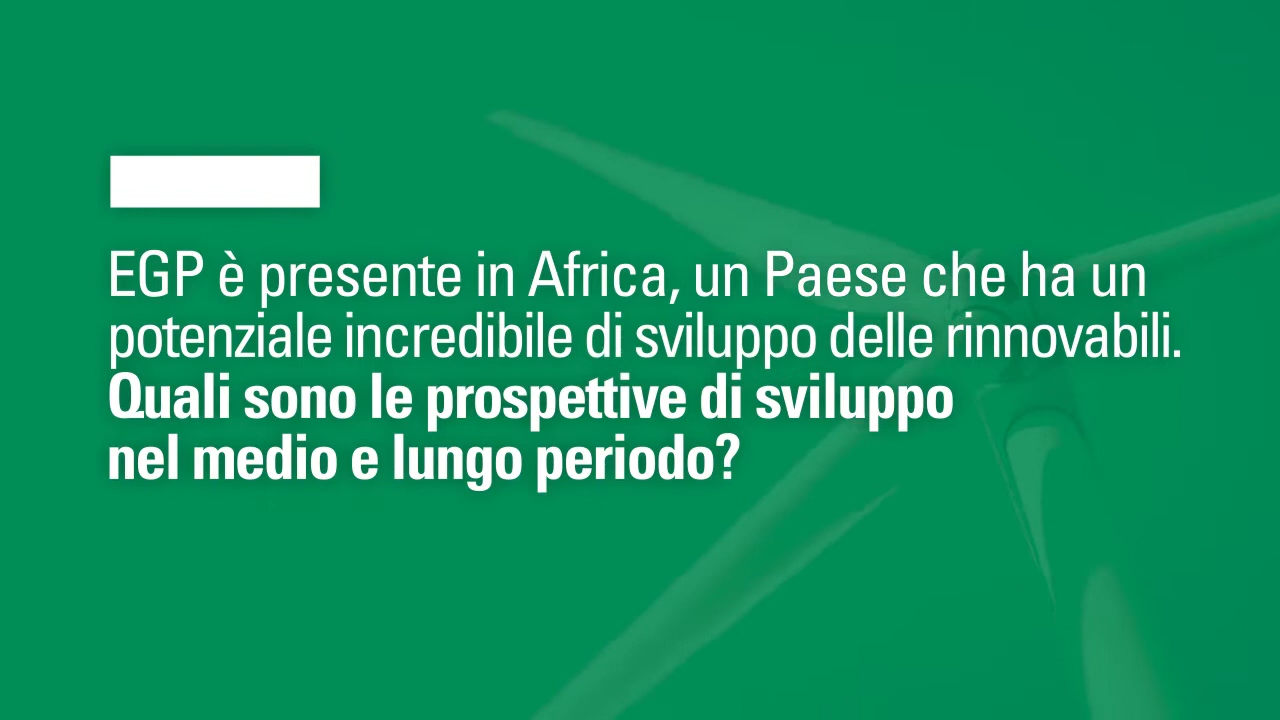 EGP è presente in Africa, un Paese che ha un
potenziale incredibile di sviluppo delle rinnovabili.
Quali sono le prospettive di sviluppo
nel medio e lungo periodo?